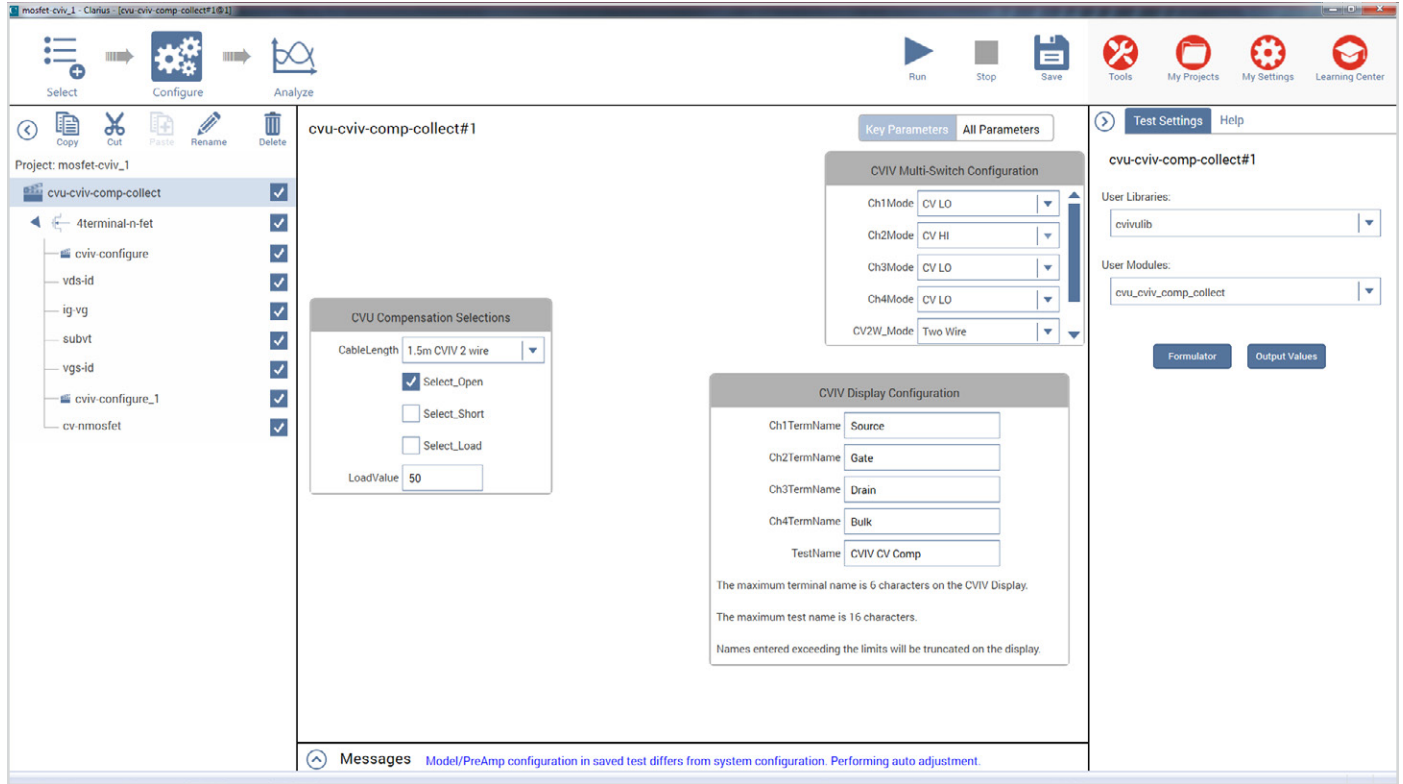 mosfet-cviv_1 - Clarius - [cvu-cviv-comp-collect#1@1]
Select
Configure
Analyze
Run
Stop
Save
Tools
My Projects
My Settings
Learning Center
Copy
Cut
Paste
Rename
Delete
Project: mosfet-cviv_1
cvu-cviv-comp-collect
4terminal-n-fet
cviv-configure
vds-id
ig-vg
subvt
vgs-id
cviv-configure_1
cv-nmosfet
cvu-cviv-comp-collect#1
Key Parameters
All Parameters
CVU Compensation Selections
CableLength 1.5m CVIV 2 wire
Select_Open
Select_Short
Select_Load
LoadValue 50
CVIV Multi-Switch Configuration
Ch1Mode CV LO
Ch2Mode CV HI
Ch3Mode CV LO
Ch4Mode CV LO
CV2W_Mode Two Wire
CVIV Display Configuration
Ch1TermName Source
Ch2TermName Gate
Ch3TermName Drain
Ch4TermName Bulk
TestName CVIV CV Comp
The maximum terminal name is 6 characters on the CVIV Display.
The maximum test name is 16 characters.
Names entered exceeding the limits will be truncated on the display.
Messages Model/PreAmp configuration in saved test differs from system configuration. Performing auto adjustment.
Test Settings
Help
cvu-cviv-comp-collect#1
User Libraries:
cvivulib
User Modules:
cvu_cviv_comp_collect
Formulator
Output Values